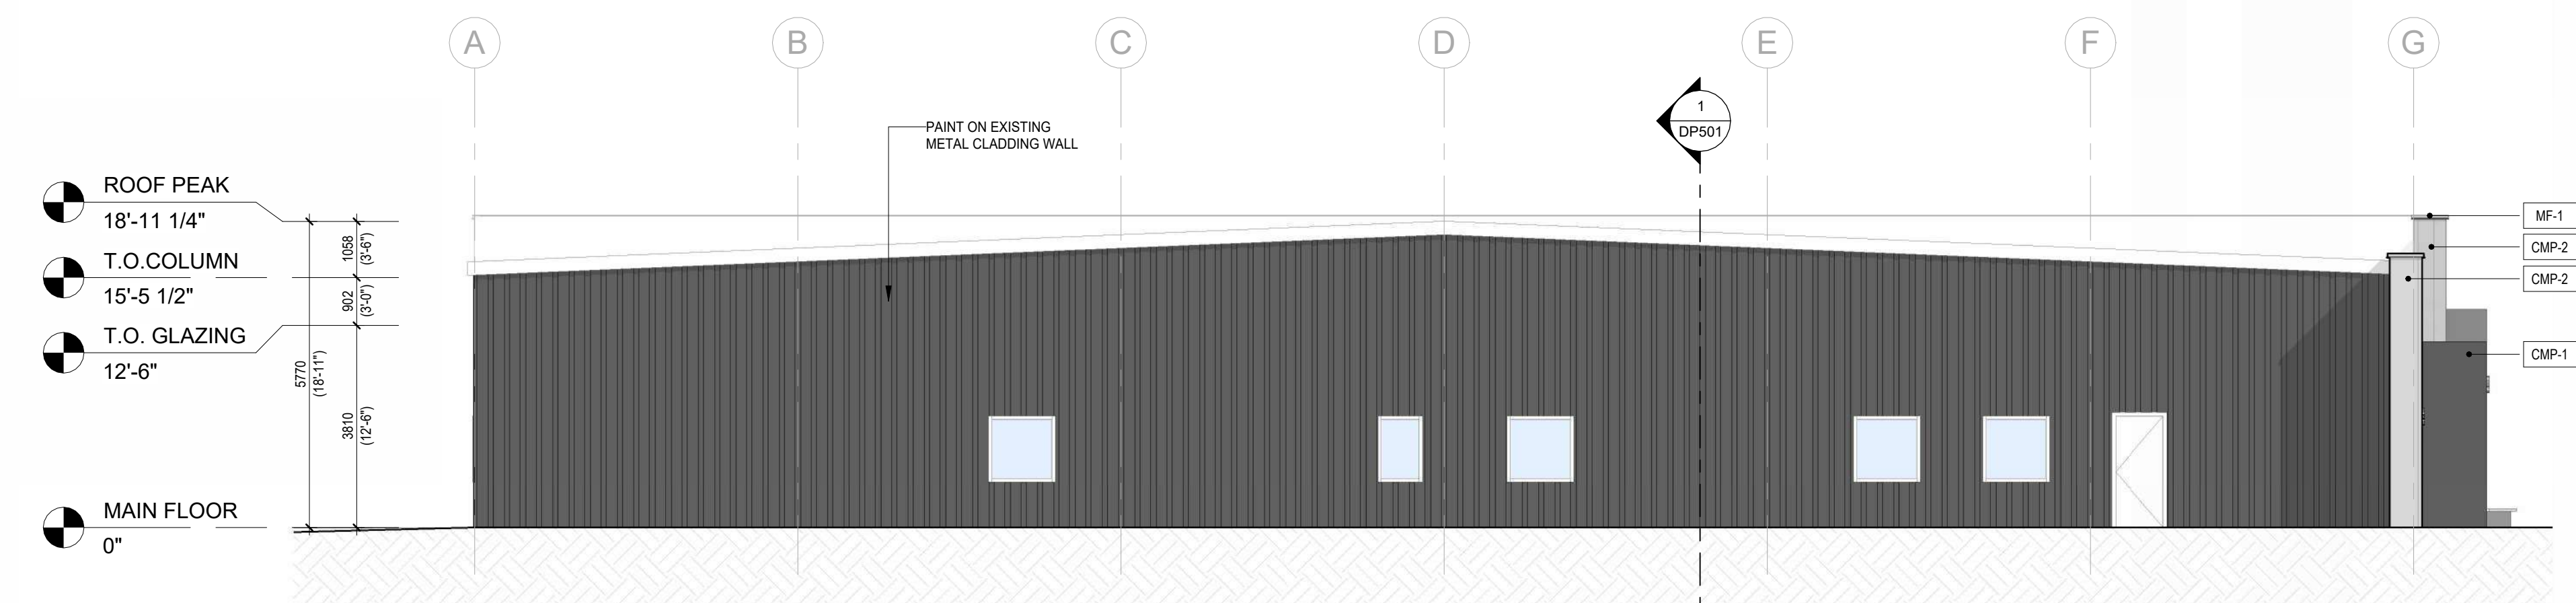 A
B
C
D
E
F
G
1
DP501
PAINT ON EXISTING
METAL CLADDING WALL
ROOF PEAK
18'-11 1/4"
T.O.COLUMN
15'-5 1/2"
T.O. GLAZING
12'-6"
MAIN FLOOR
0"
5770
(18'-11")
1058
(3'-6")
902
(3'-0")
3810
(12'-6")
MF-1
CMP-2
CMP-2
CMP-1